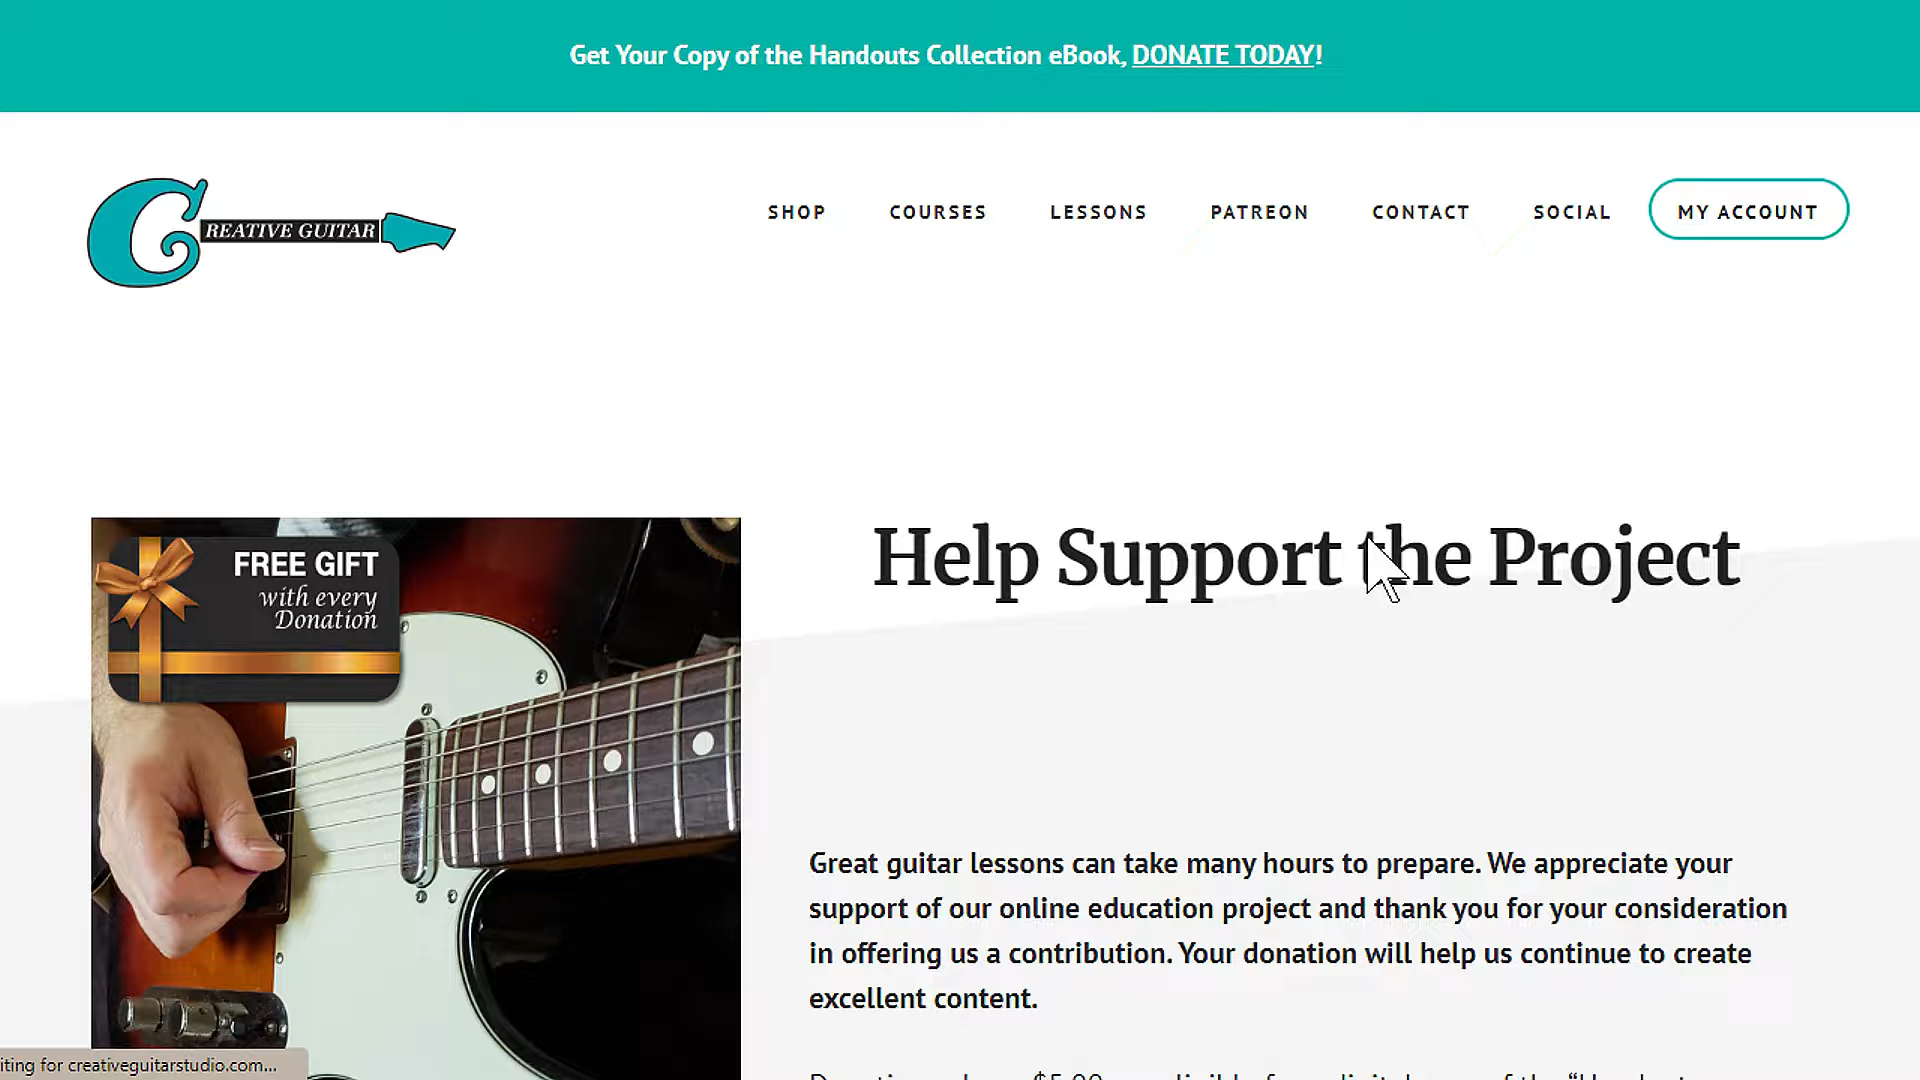 Get Your Copy of the Handouts Collection eBook, DONATE TODAY!
CREATIVE GUITAR
SHOP COURSES LESSONS PATREON CONTACT SOCIAL MY ACCOUNT
Help Support the Project
FREE GIFT
with every
Donation
Great guitar lessons can take many hours to prepare. We appreciate your
support of our online education project and thank you for your consideration
in offering us a contribution. Your donation will help us continue to create
excellent content.
iting for creativeguitarstudio.com...